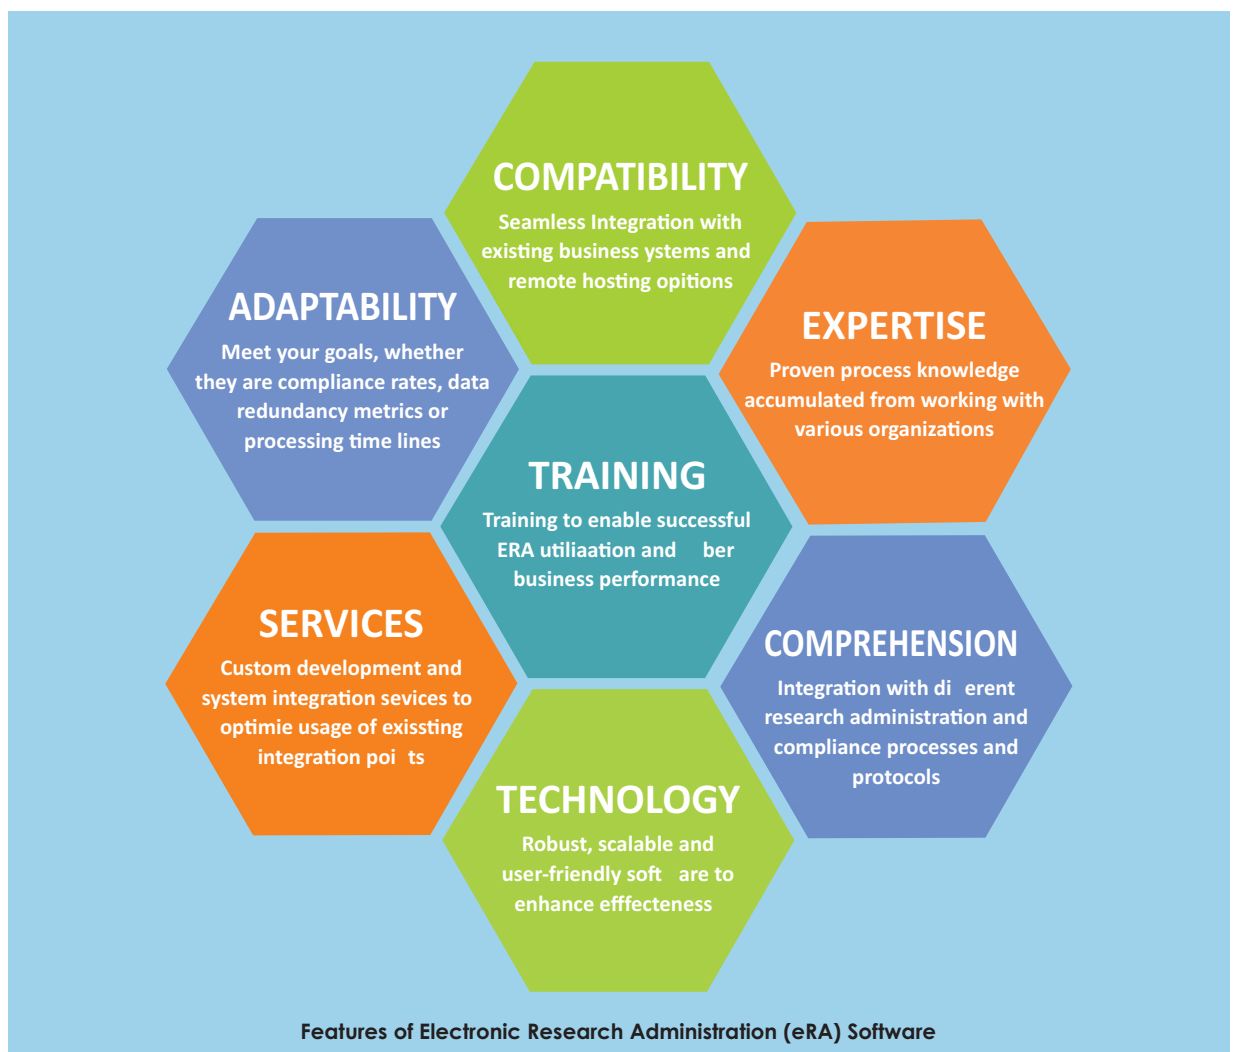 COMPATIBILITY
Seamless Integration with
existing business ystems and
remote hosting opitions
ADAPTABILITY
Meet your goals, whether
they are compliance rates, data
redundancy metrics or
processing time lines
EXPERTISE
Proven process knowledge
accumulated from working with
various organizations
TRAINING
Training to enable successful
ERA utiliaation and ber
business performance
SERVICES
Custom development and
system integration sevices to
optimie usage of exissting
integration poi ts
COMPREHENSION
Integration with di erent
research administration and
compliance processes and
protocols
TECHNOLOGY
Robust, scalable and
user-friendly soft are to
enhance efffecteness
Features of Electronic Research Administration (eRA) Software